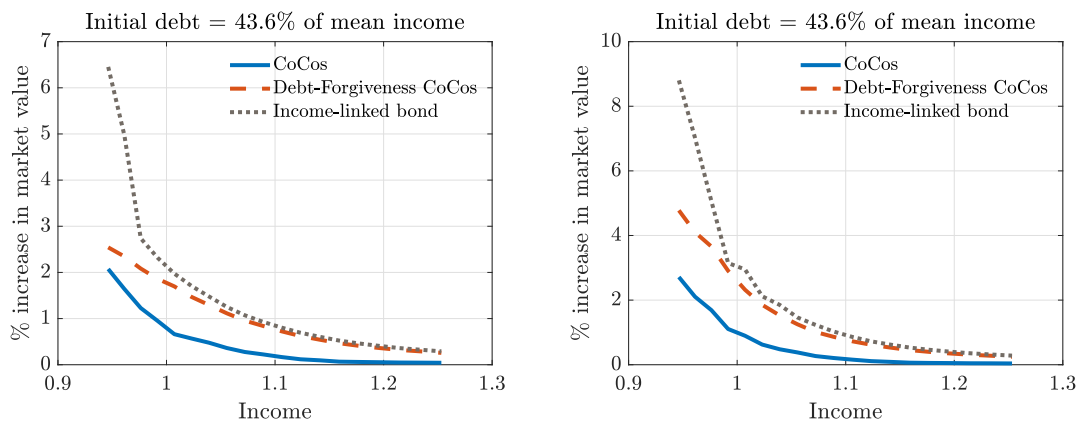 Initial debt = 43.6% of mean income
7
6
5
4
3
2
1
0
% increase in market value
CoCos
Debt-Forgiveness CoCos
Income-linked bond
0.9
1
1.1
1.2
1.3
Income
Initial debt = 43.6% of mean income
10
8
6
4
2
0
% increase in market value
CoCos
Debt-Forgiveness CoCos
Income-linked bond
0.9
1
1.1
1.2
1.3
Income